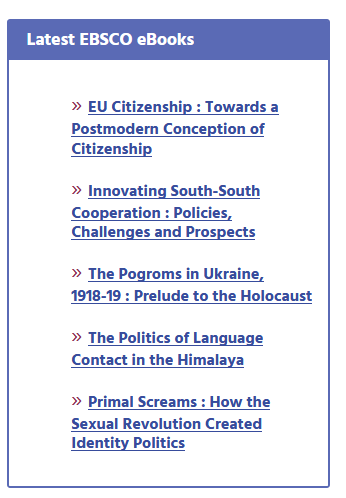 Latest EBSCO eBooks
» EU Citizenship : Towards a
Postmodern Conception of
Citizenship
» Innovating South-South
Cooperation : Policies,
Challenges and Prospects
» The Pogroms in Ukraine,
1918-19 : Prelude to the Holocaust
» The Politics of Language
Contact in the Himalaya
» Primal Screams : How the
Sexual Revolution Created
Identity Politics